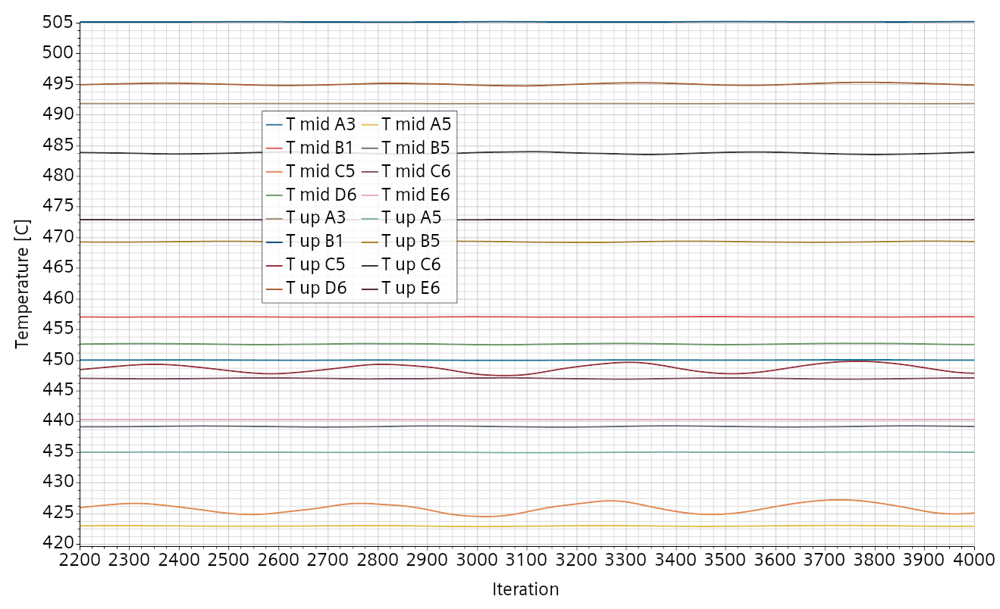 505
500
495
490
485
480
475
470
465
460
455
450
445
440
435
430
425
420
Temperature [C]
T mid A3 T mid A5
T mid B1 T mid B5
T mid C5 T mid C6
T mid D6 T mid E6
T up A3 T up A5
T up B1 T up B5
T up C5 T up C6
T up D6 T up E6
2200 2300 2400 2500 2600 2700 2800 2900 3000 3100 3200 3300 3400 3500 3600 3700 3800 3900 4000
Iteration